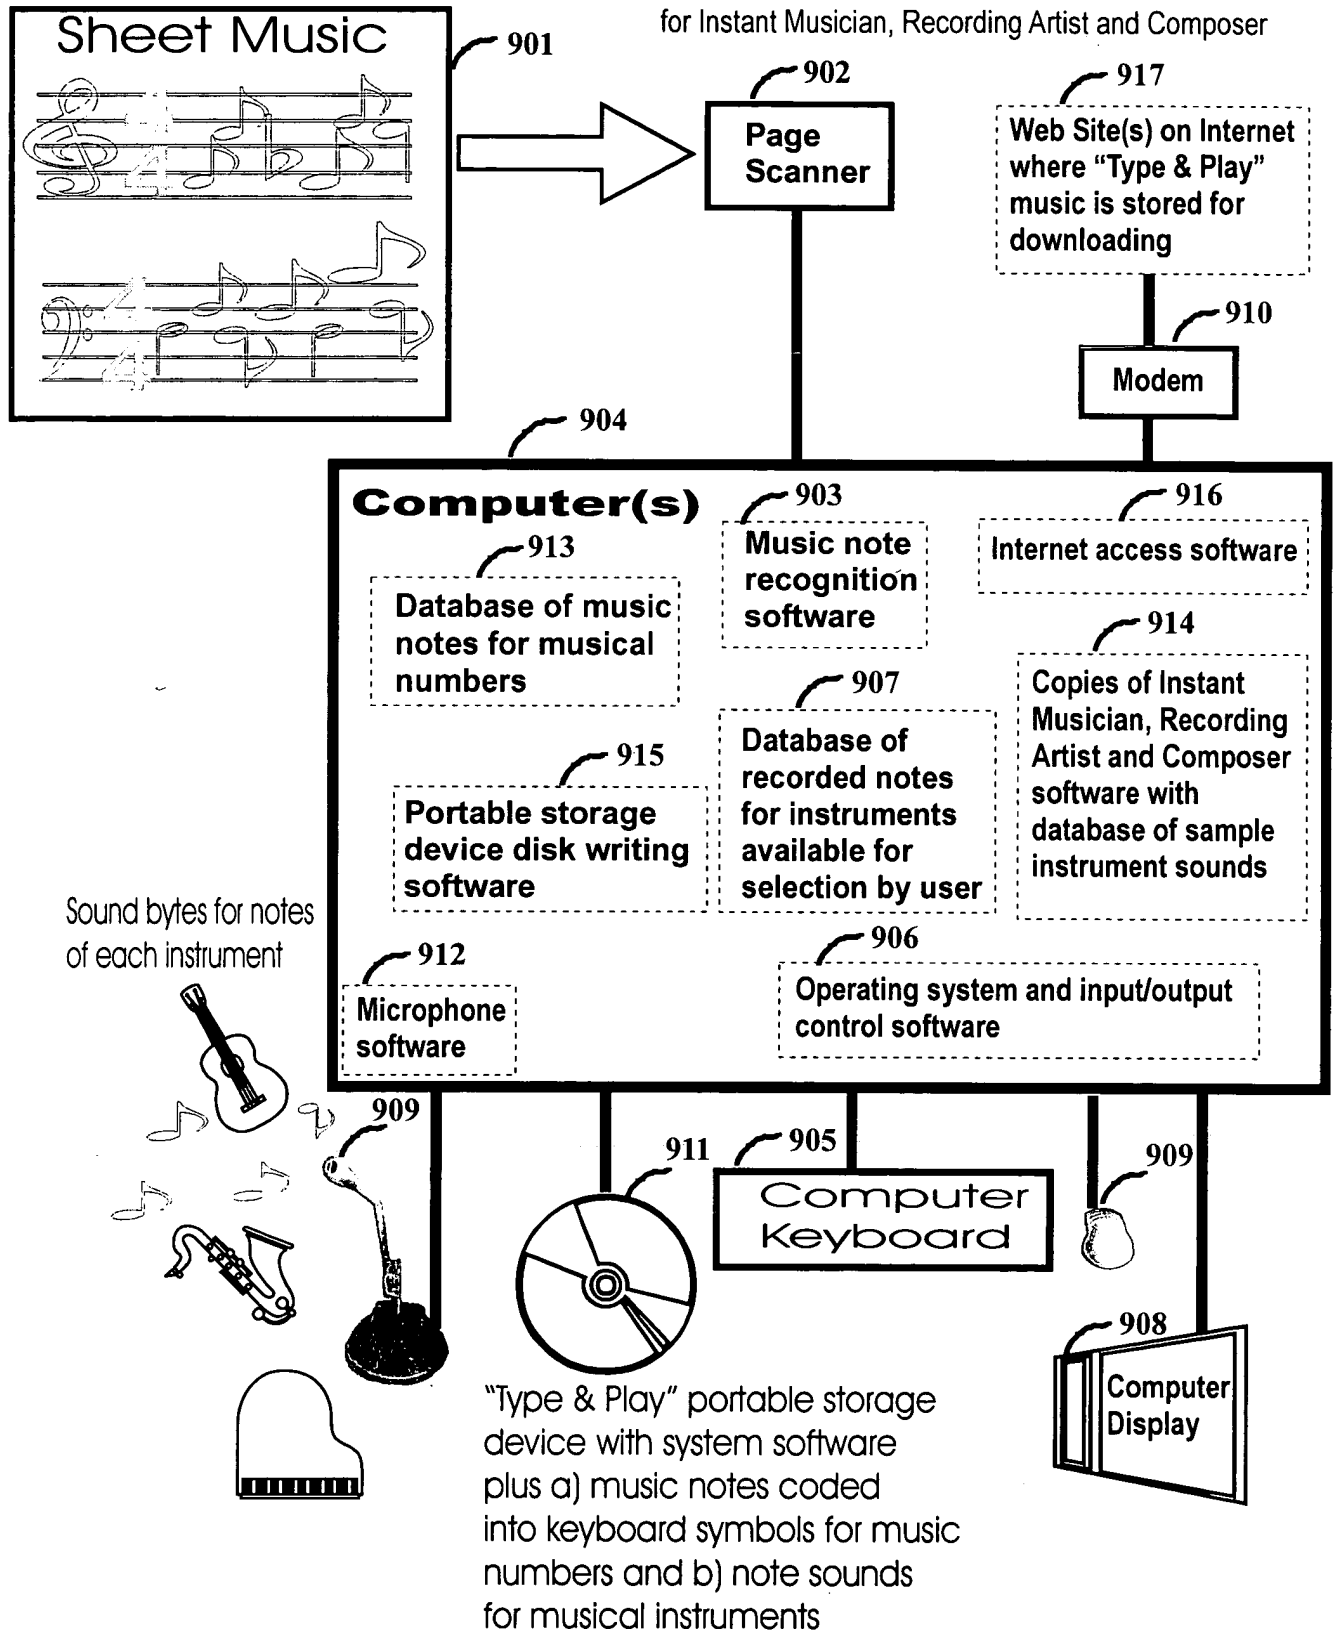 for Instant Musician, Recording Artist and Composer
Sheet Music
901
902
917
Page
Scanner
Web Site(s) on Internet
where “Type & Play”
music is stored for
downloading
4
4
4
4
910
Modem
904
Computer(s)
903
916
Music note
recognition
software
Internet access software
913
Database of music
notes for musical
numbers
914
Copies of Instant
Musician, Recording
Artist and Composer
software with
database of sample
instrument sounds
907
Database of
recorded notes
for instruments
available for
selection by user
915
Portable storage
device disk writing
software
Sound bytes for notes
of each instrument
912
Microphone
software
906
Operating system and input/output
control software
909
911
905
Computer
Keyboard
909
908
Computer
Display
“Type & Play” portable storage
device with system software
plus a) music notes coded
into keyboard symbols for music
numbers and b) note sounds
for musical instruments